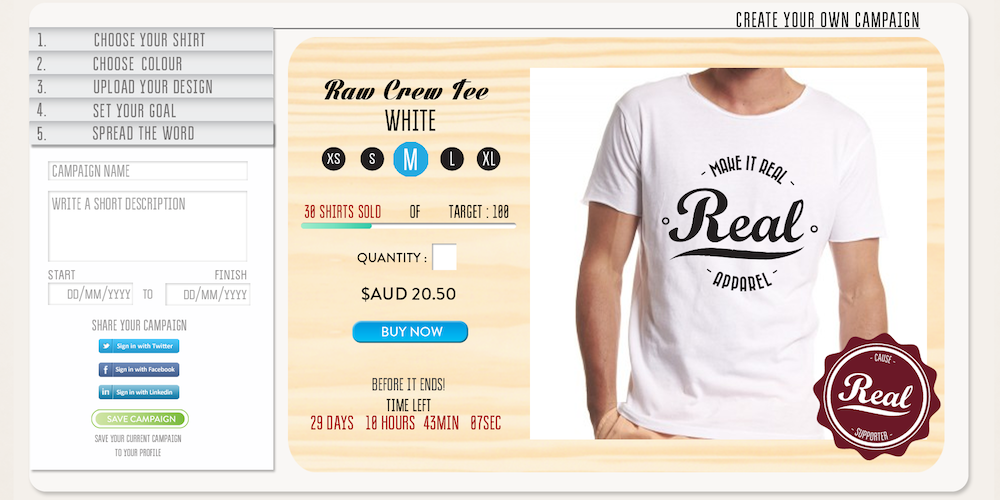 CREATE YOUR OWN CAMPAIGN
1. CHOOSE YOUR SHIRT
2. CHOOSE COLOUR
3. UPLOAD YOUR DESIGN
4. SET YOUR GOAL
5. SPREAD THE WORD
CAMPAIGN NAME
WRITE A SHORT DESCRIPTION
START FINISH
DD/MM/YYYY TO DD/MM/YYYY
SHARE YOUR CAMPAIGN
Sign in with Twitter
Sign in with Facebook
Sign in with Linkedin
SAVE CAMPAIGN
SAVE YOUR CURRENT CAMPAIGN
TO YOUR PROFILE
Raw Crew Tee
WHITE
XS S M L XL
30 SHIRTS SOLD OF TARGET : 100
QUANTITY :
$AUD 20.50
BUY NOW
BEFORE IT ENDS!
TIME LEFT
29 DAYS 10 HOURS 43MIN 07SEC
- MAKE IT REAL -
Real
- APPAREL -
- CAUSE -
Real
- SUPPORTER -